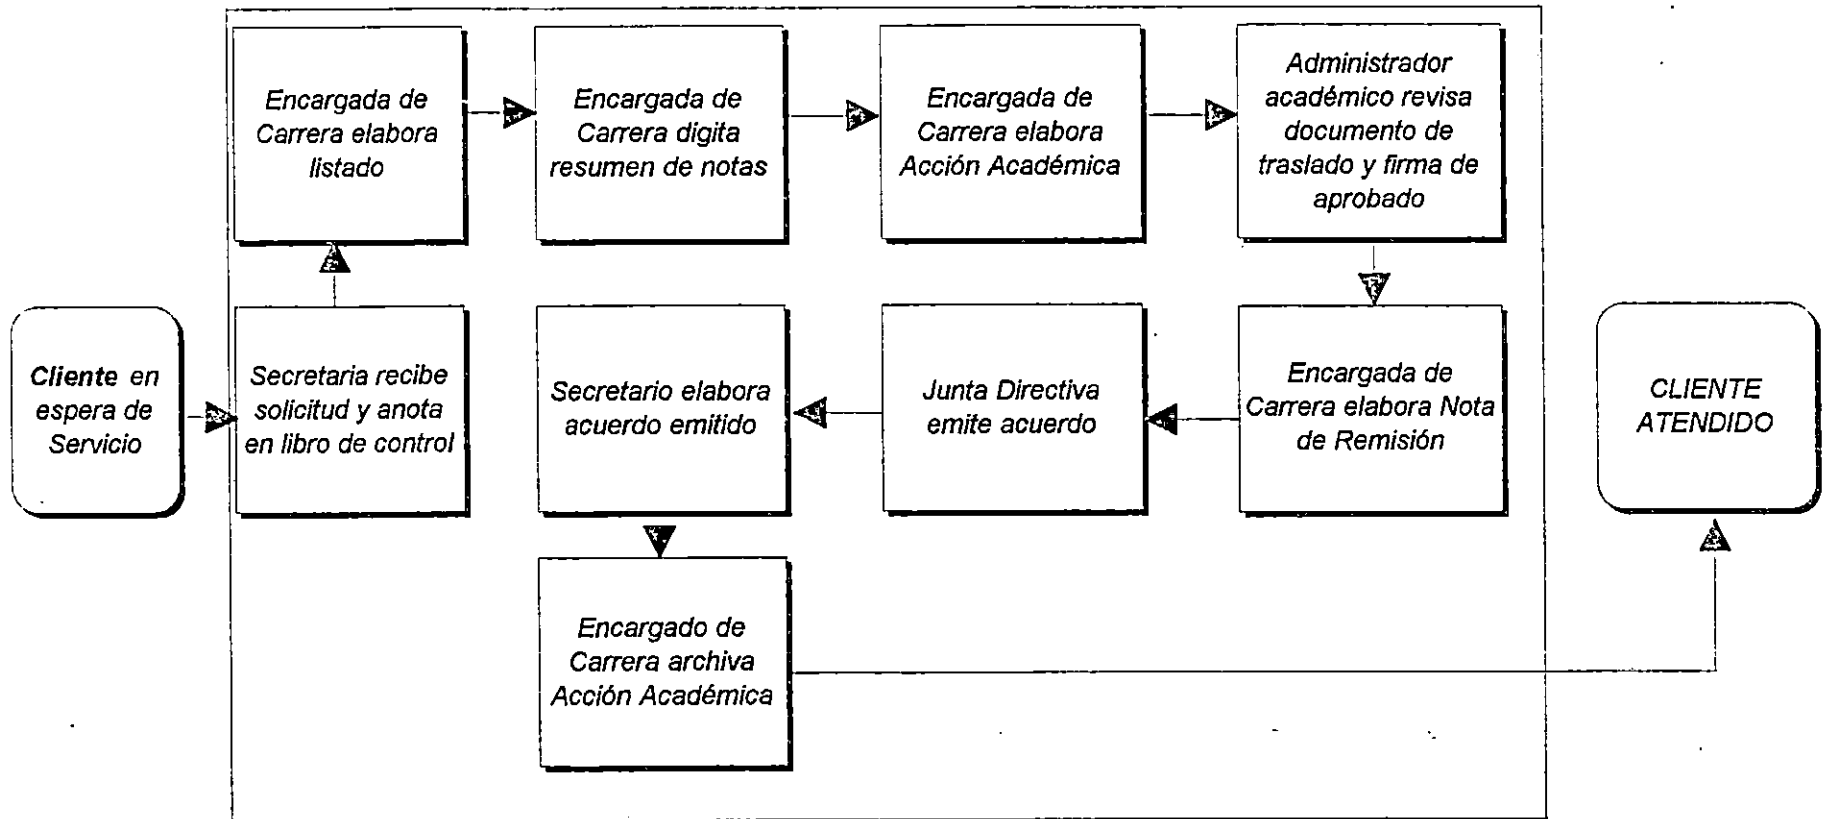 Encargada de
Carrera elabora
listado
Encargada de
Carrera digita
resumen de notas
Encargada de
Carrera elabora
Acción Académica
Administrador
académico revisa
documento de
traslado y firma de
aprobado
Cliente en
espera de
Servicio
Secretaria recibe
solicitud y anota
en libro de control
Secretario elabora
acuerdo emitido
Junta Directiva
emite acuerdo
Encargada de
Carrera elabora Nota
de Remisión
CLIENTE
ATENDIDO
Encargado de
Carrera archiva
Acción Académica